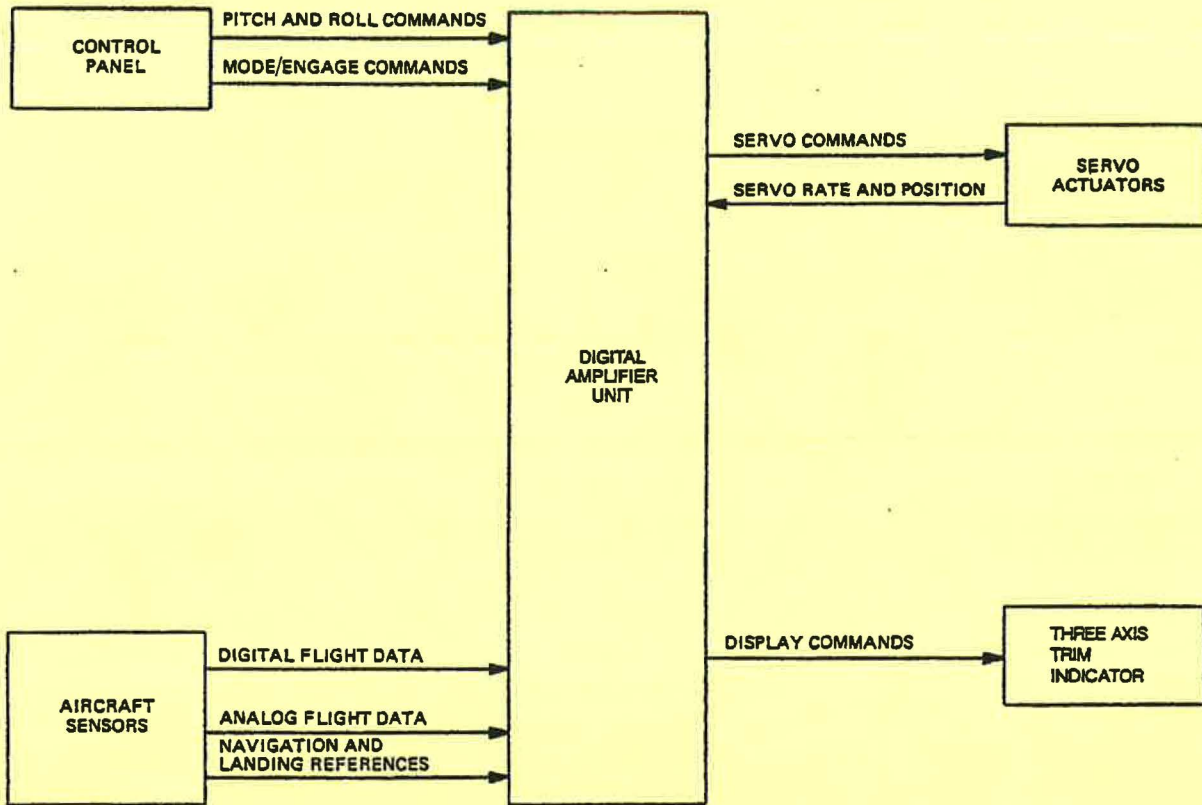 PITCH AND ROLL COMMANDS
CONTROL
PANEL
MODE/ENGAGE COMMANDS
SERVO COMMANDS
SERVO RATE AND POSITION
SERVO
ACTUATORS
DIGITAL
AMPLIFIER
UNIT
DIGITAL FLIGHT DATA
AIRCRAFT
SENSORS
ANALOG FLIGHT DATA
NAVIGATION AND
LANDING REFERENCES
DISPLAY COMMANDS
THREE AXIS
TRIM
INDICATOR